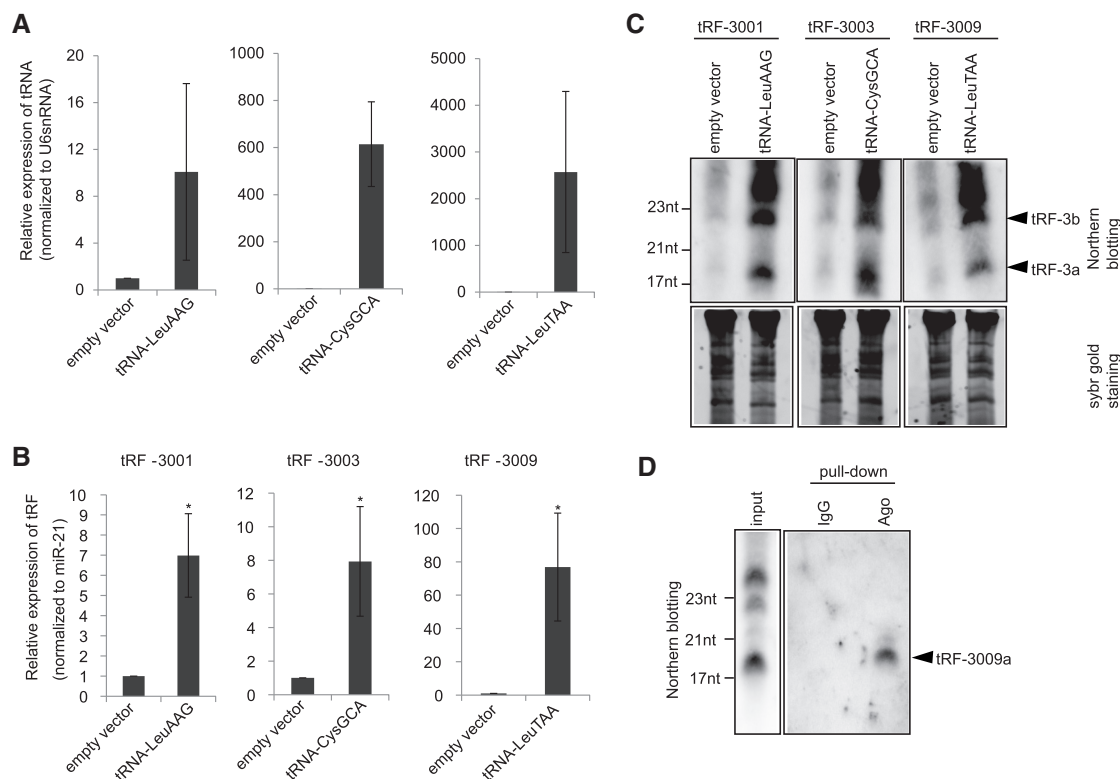 A
Relative expression of tRNA
(normalized to U6snRNA)
20
16
12
8
4
0
empty vector
tRNA-LeuAAG
1000
800
600
400
200
0
empty vector
tRNA-CysGCA
5000
4000
3000
2000
1000
0
empty vector
tRNA-LeuTAA
B
Relative expression of tRF
(normalized to miR-21)
tRF -3001
10
9
8
7
6
5
4
3
2
1
0
*
empty vector
tRNA-LeuAAG
tRF -3003
14
12
10
8
6
4
2
0
*
empty vector
tRNA-CysGCA
tRF -3009
120
100
80
60
40
20
0
*
empty vector
tRNA-LeuTAA
C
tRF-3001
tRF-3003
tRF-3009
empty vector
tRNA-LeuAAG
empty vector
tRNA-CysGCA
empty vector
tRNA-LeuTAA
23nt
21nt
17nt
tRF-3b
tRF-3a
Northern
blotting
sybr gold
staining
D
pull-down
input
IgG
Ago
Northern blotting
23nt
21nt
17nt
tRF-3009a